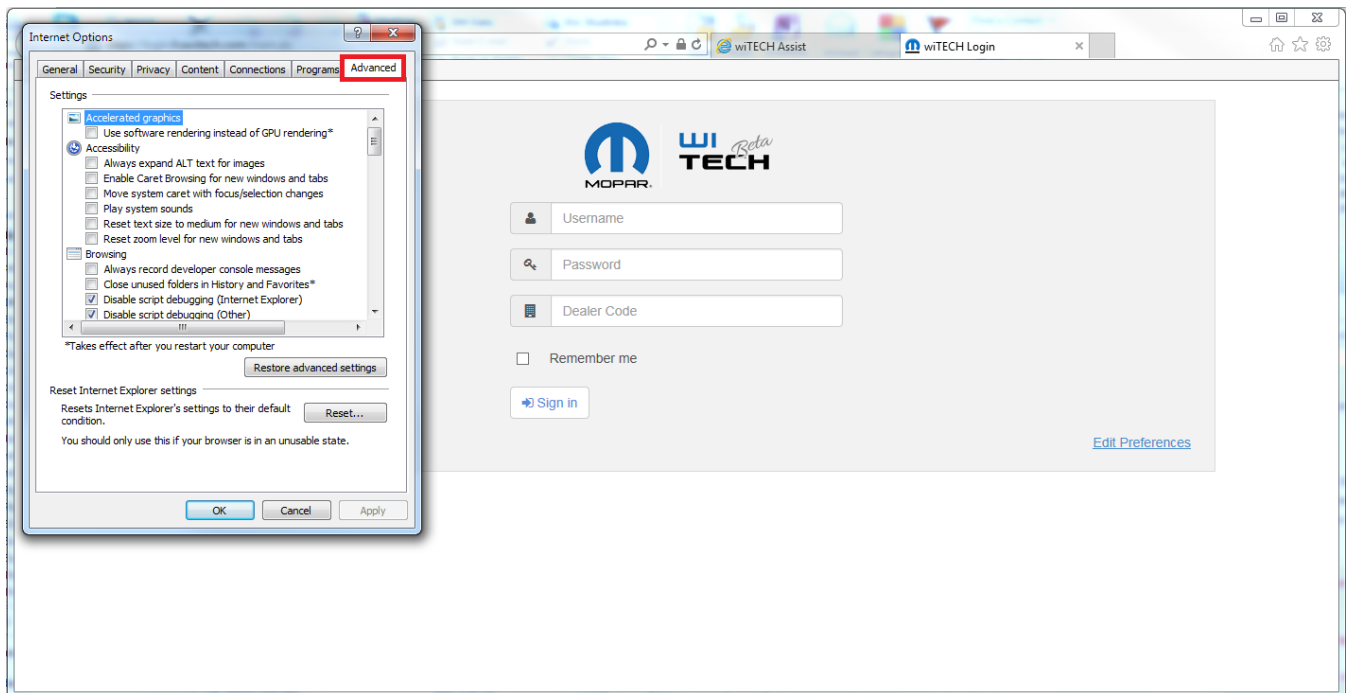 Internet Options
General Security Privacy Content Connections Programs Advanced
Settings
Accelerated graphics
Use software rendering instead of GPU rendering*
Accessibility
Always expand ALT text for images
Enable Caret Browsing for new windows and tabs
Move system caret with focus/selection changes
Play system sounds
Reset text size to medium for new windows and tabs
Reset zoom level for new windows and tabs
Browsing
Always record developer console messages
Close unused folders in History and Favorites*
Disable script debugging (Internet Explorer)
Disable script debugging (Other)
*Takes effect after you restart your computer
Restore advanced settings
Reset Internet Explorer settings
Resets Internet Explorer's settings to their default
condition.
Reset...
You should only use this if your browser is in an unusable state.
OK Cancel Apply
wiTECH Assist
wiTECH Login
MOPAR.
WI Beta
TECH
Username
Password
Dealer Code
Remember me
Sign in
Edit Preferences